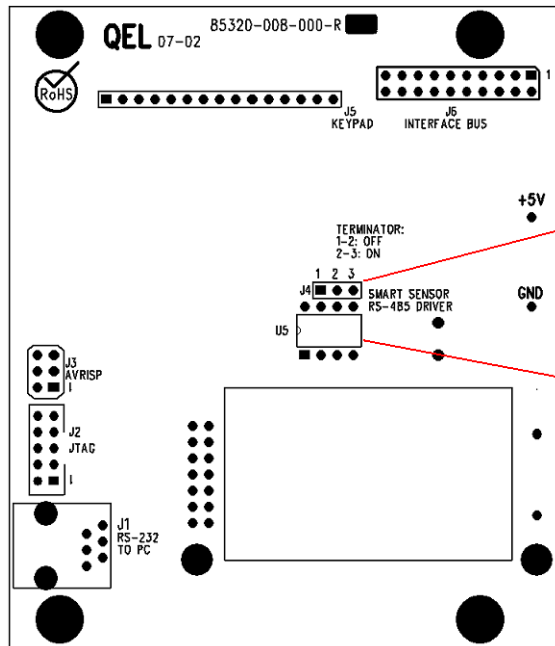 QEL 07-02 85320-008-000-R
RoHS
1
J5
KEYPAD
J6
INTERFACE BUS
+5V
TERMINATOR:
1-2: OFF
2-3: ON
1 2 3
J4
SMART SENSOR
RS-485 DRIVER
GND
U5
J3
AVRISP
1
J2
JTAG
1
J1
RS-232
TO PC